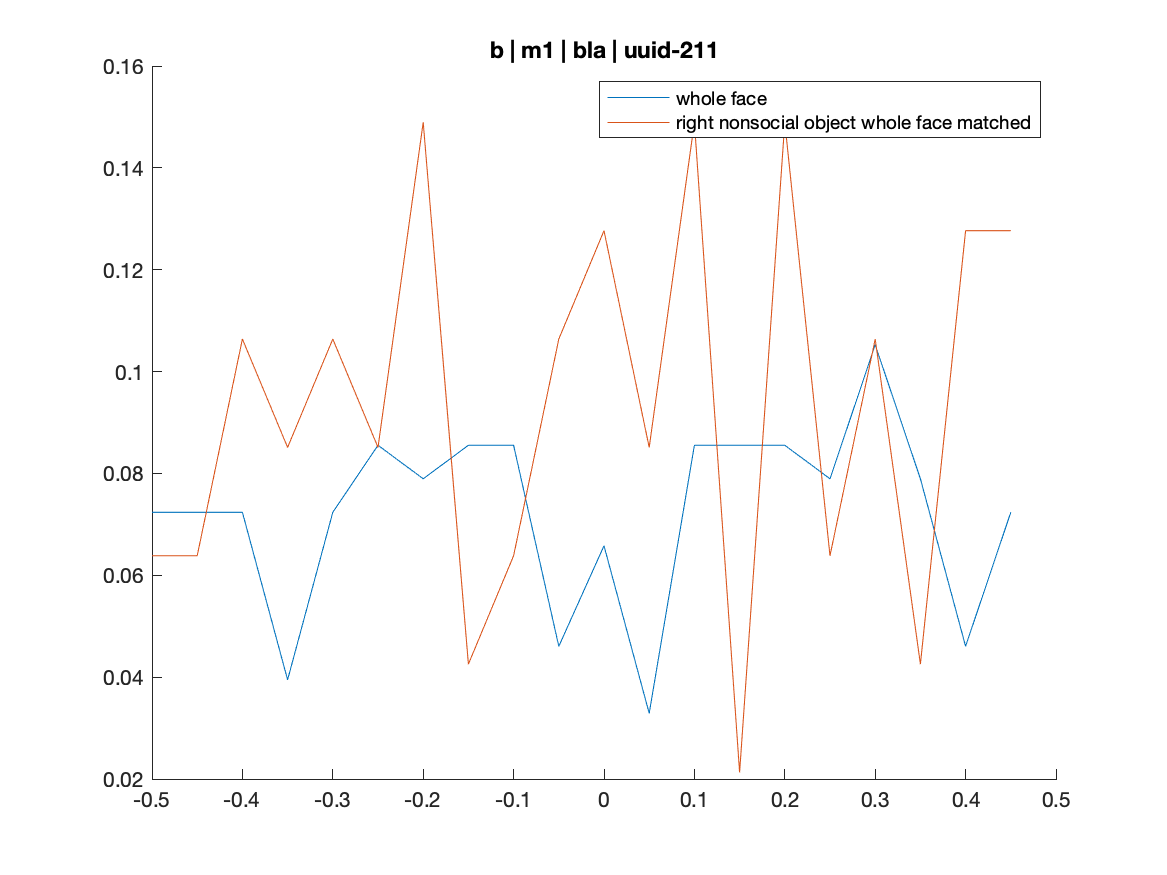 b | m1 | bla | uuid-211
whole face
right nonsocial object whole face matched
0.16
0.14
0.12
0.1
0.08
0.06
0.04
0.02
-0.5 -0.4 -0.3 -0.2 -0.1 0 0.1 0.2 0.3 0.4 0.5